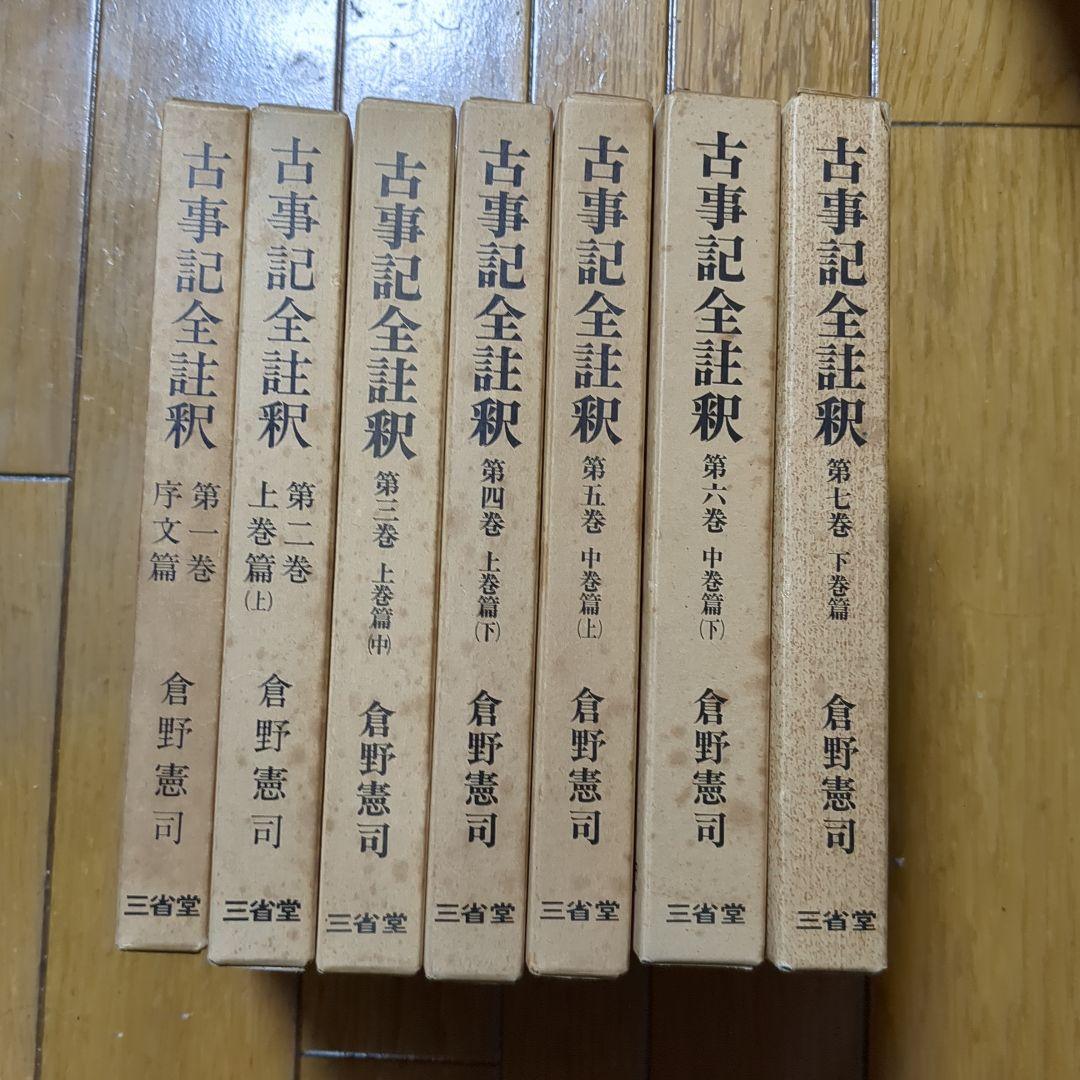 古事記全註釈
第一巻
序文篇
倉野憲司
三省堂
古事記全註釈
第二巻
上巻篇(上)
倉野憲司
三省堂
古事記全註釈
第三巻 上巻篇(中)
倉野憲司
三省堂
古事記全註釈
第四巻 上巻篇(下)
倉野憲司
三省堂
古事記全註釈
第五巻 中巻篇(上)
倉野憲司
三省堂
古事記全註釈
第六巻 中巻篇(下)
倉野憲司
三省堂
古事記全註釈
第七巻 下巻篇
倉野憲司
三省堂